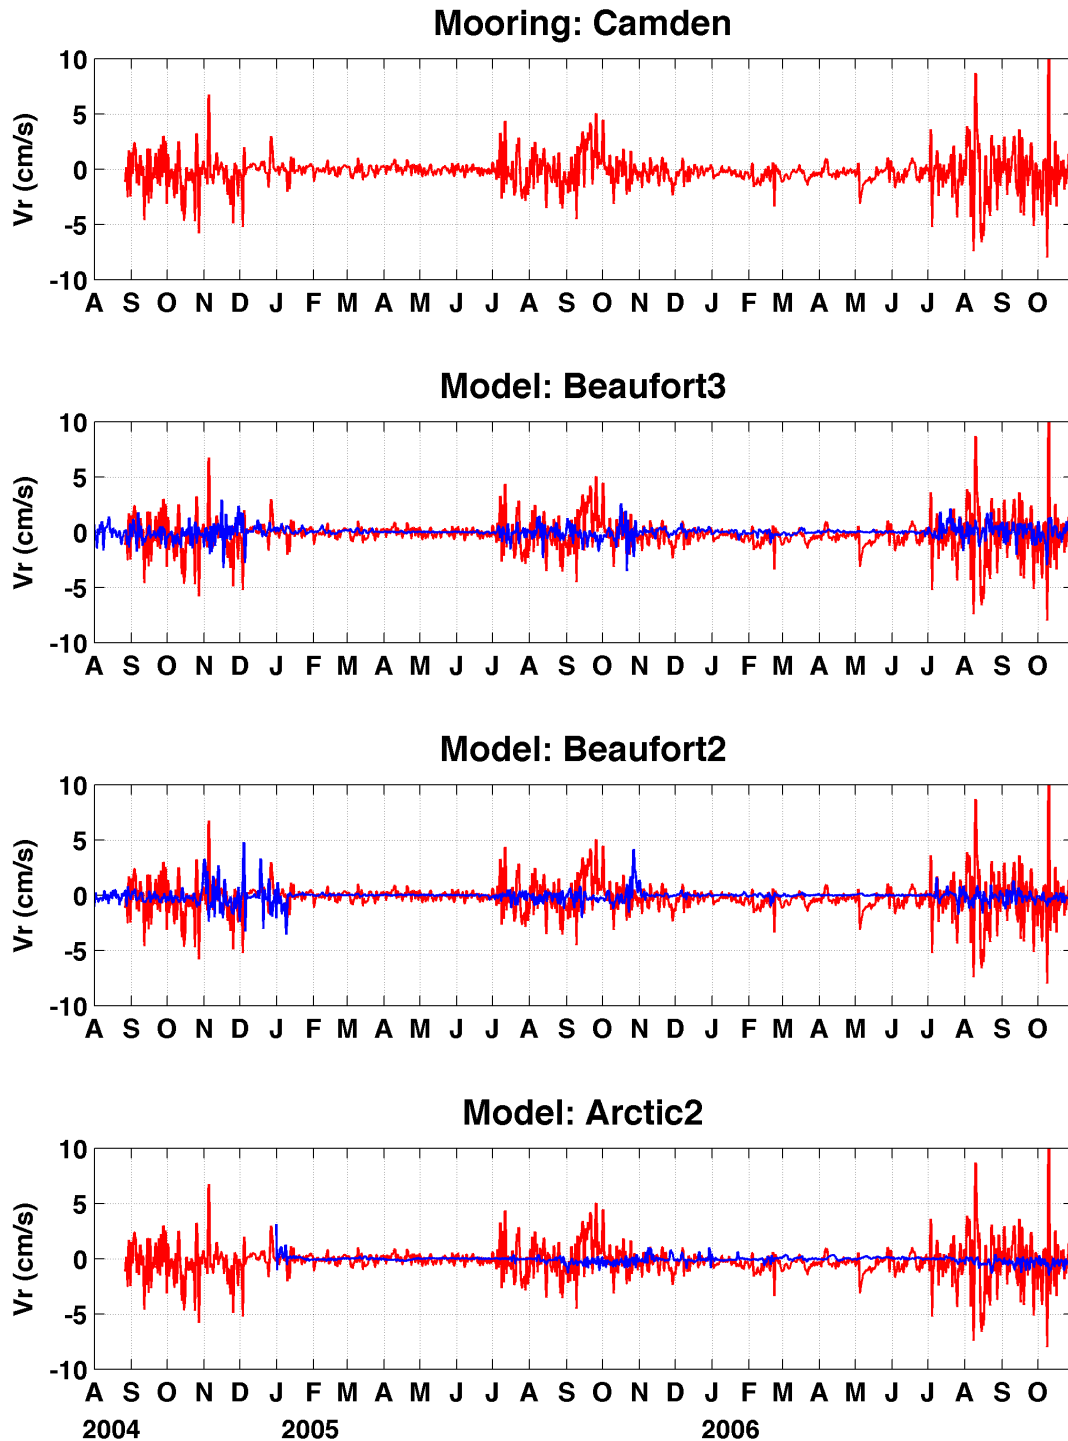 Mooring: Camden
Vr (cm/s)
10
5
0
-5
-10
A S O N D J F M A M J J A S O N D J F M A M J J A S O
Model: Beaufort3
Vr (cm/s)
10
5
0
-5
-10
A S O N D J F M A M J J A S O N D J F M A M J J A S O
Model: Beaufort2
Vr (cm/s)
10
5
0
-5
-10
A S O N D J F M A M J J A S O N D J F M A M J J A S O
Model: Arctic2
Vr (cm/s)
10
5
0
-5
-10
A S O N D J F M A M J J A S O N D J F M A M J J A S O
2004 2005 2006